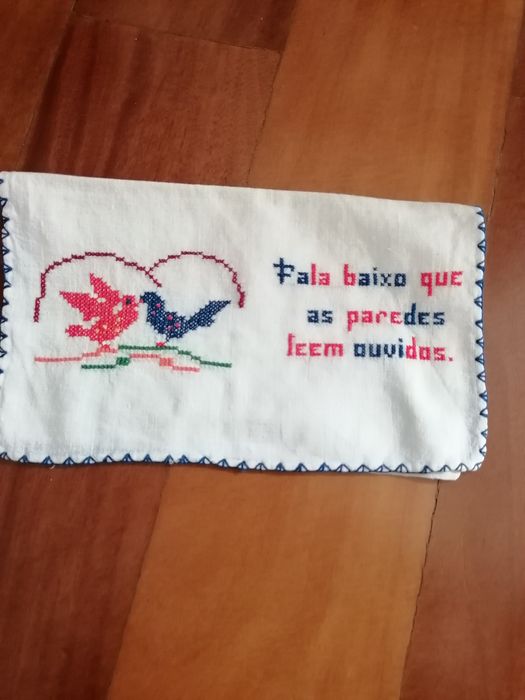 Fala baixo que
as paredes
teem ouvidos.